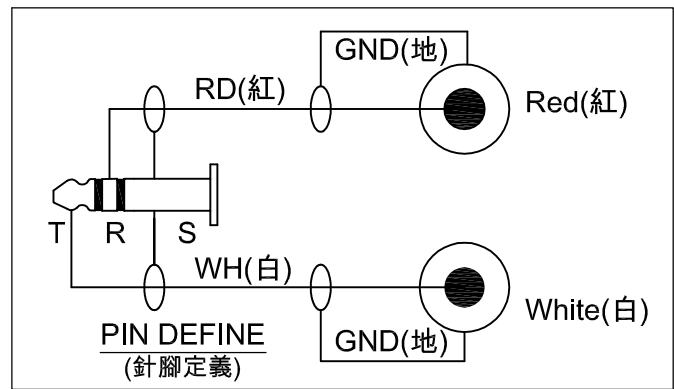 GND(地)
RD(紅)
Red(紅)
T R S
WH(白)
White(白)
GND(地)
PIN DEFINE
(針腳定義)